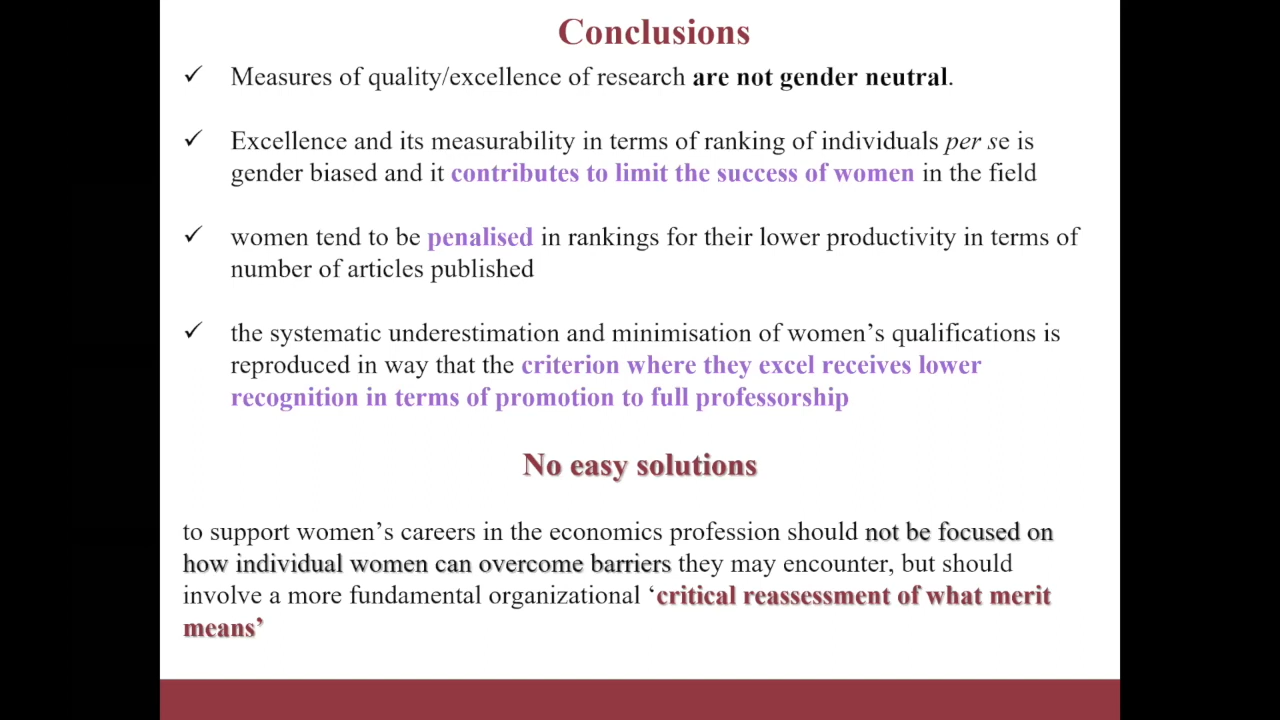 Conclusions
✓ Measures of quality/excellence of research are not gender neutral.
✓ Excellence and its measurability in terms of ranking of individuals per se is
gender biased and it contributes to limit the success of women in the field
✓ women tend to be penalised in rankings for their lower productivity in terms of
number of articles published
✓ the systematic underestimation and minimisation of women’s qualifications is
reproduced in way that the criterion where they excel receives lower
recognition in terms of promotion to full professorship
No easy solutions
to support women’s careers in the economics profession should not be focused on
how individual women can overcome barriers they may encounter, but should
involve a more fundamental organizational ‘critical reassessment of what merit
means’